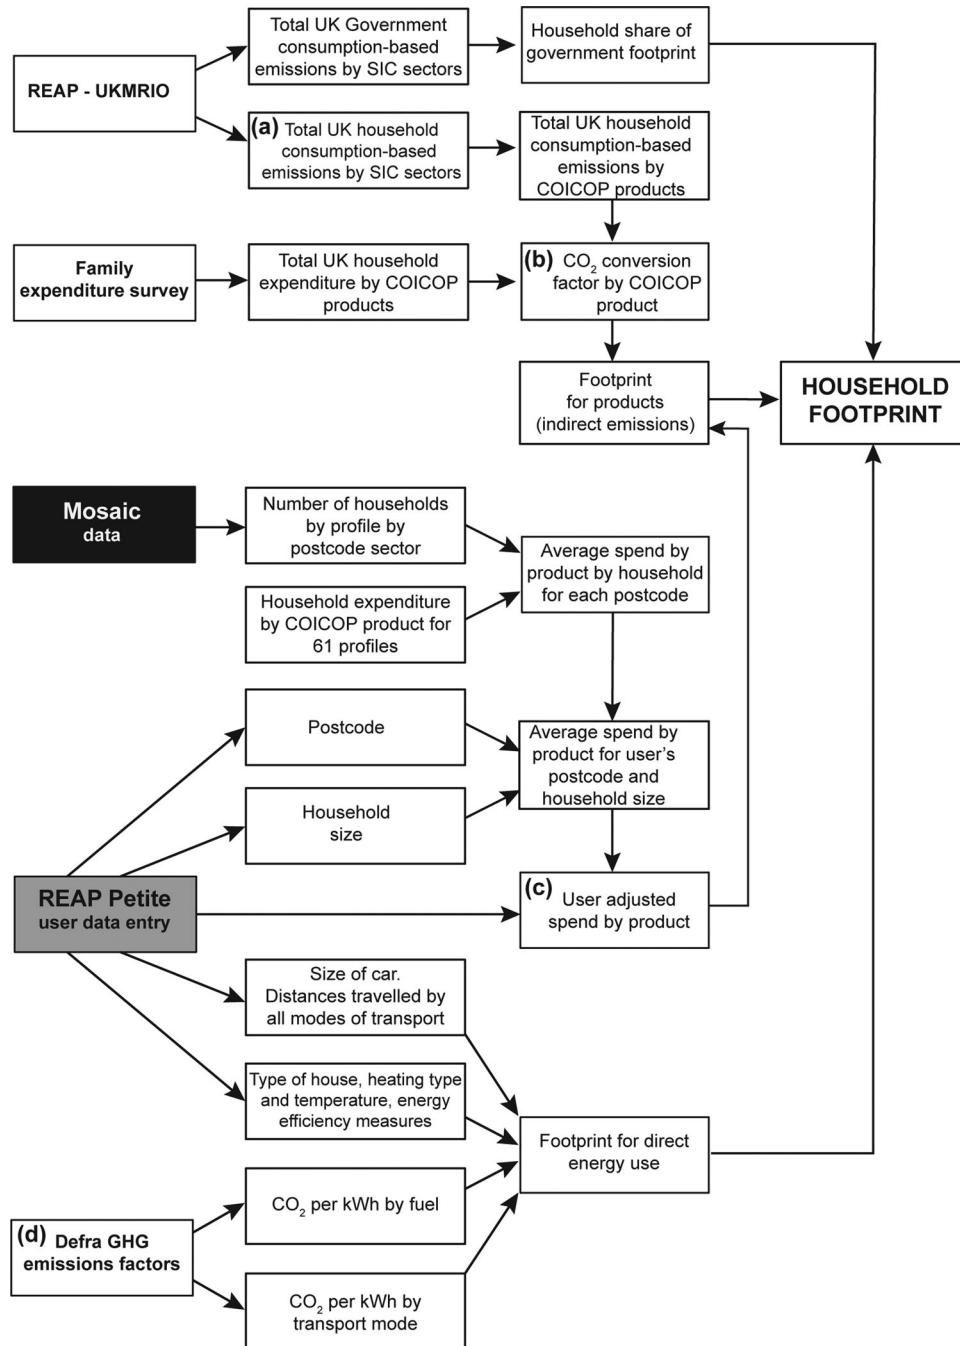 REAP - UKMRIO
Total UK Government
consumption-based
emissions by SIC sectors
Household share of
government footprint
(a) Total UK household
consumption-based
emissions by SIC sectors
Total UK household
consumption-based
emissions by
COICOP products
Family
expenditure survey
Total UK household
expenditure by COICOP
products
(b) CO₂ conversion
factor by COICOP
product
Footprint
for products
(indirect emissions)
HOUSEHOLD
FOOTPRINT
Mosaic
data
Number of households
by profile by
postcode sector
Household expenditure
by COICOP product for
61 profiles
Average spend by
product by household
for each postcode
Postcode
Household
size
Average spend by
product for user's
postcode and
household size
REAP Petite
user data entry
(c) User adjusted
spend by product
Size of car.
Distances travelled by
all modes of transport
Type of house, heating type
and temperature, energy
efficiency measures
Footprint for direct
energy use
(d) Defra GHG
emissions factors
CO₂ per kWh by fuel
CO₂ per kWh by
transport mode